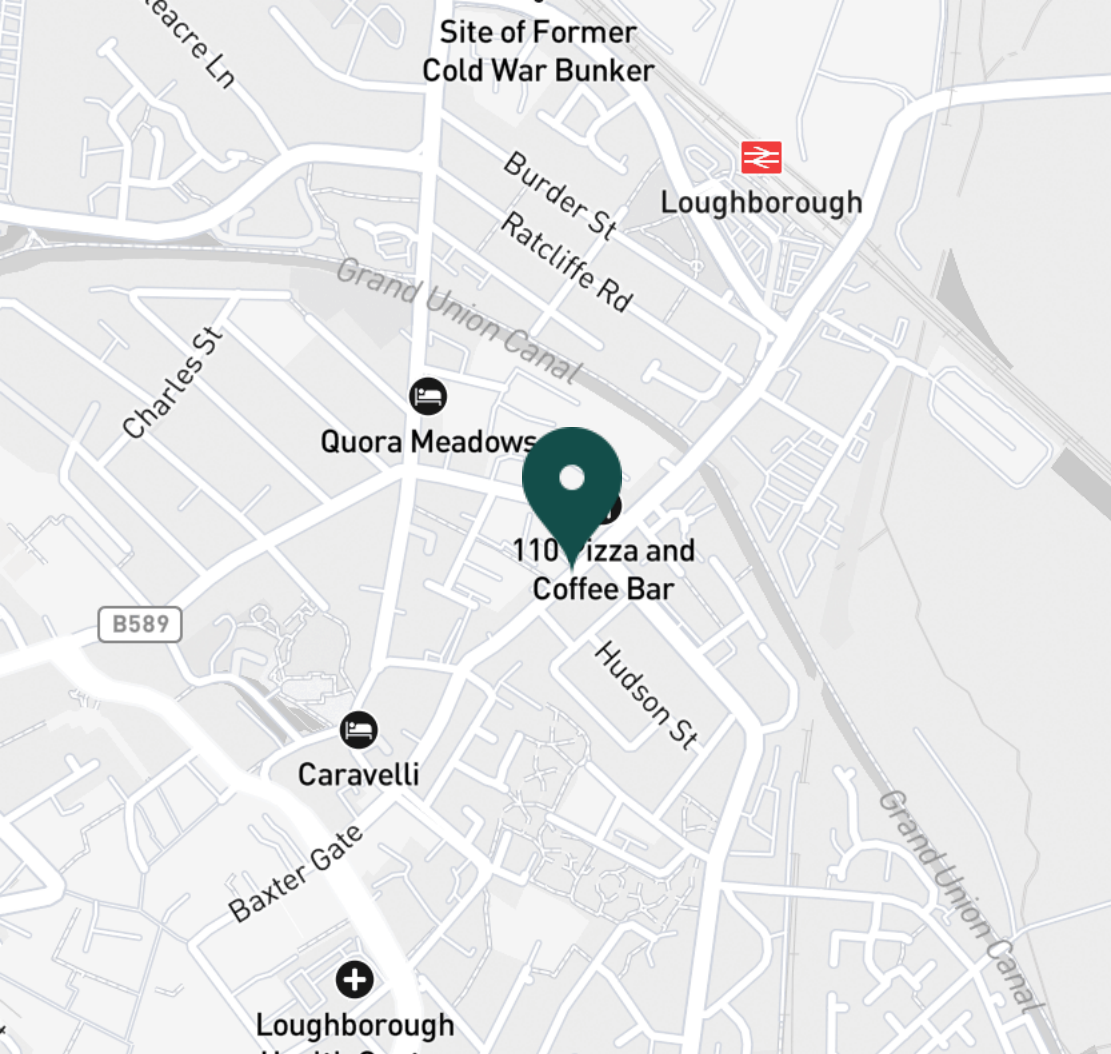 Site of Former
Cold War Bunker
Burder St
Loughborough
Ratcliffe Rd
Grand Union Canal
Charles St
Quora Meadows
110 Pizza and
Coffee Bar
B589
Hudson St
Caravelli
Grand Union Canal
Baxter Gate
Loughborough